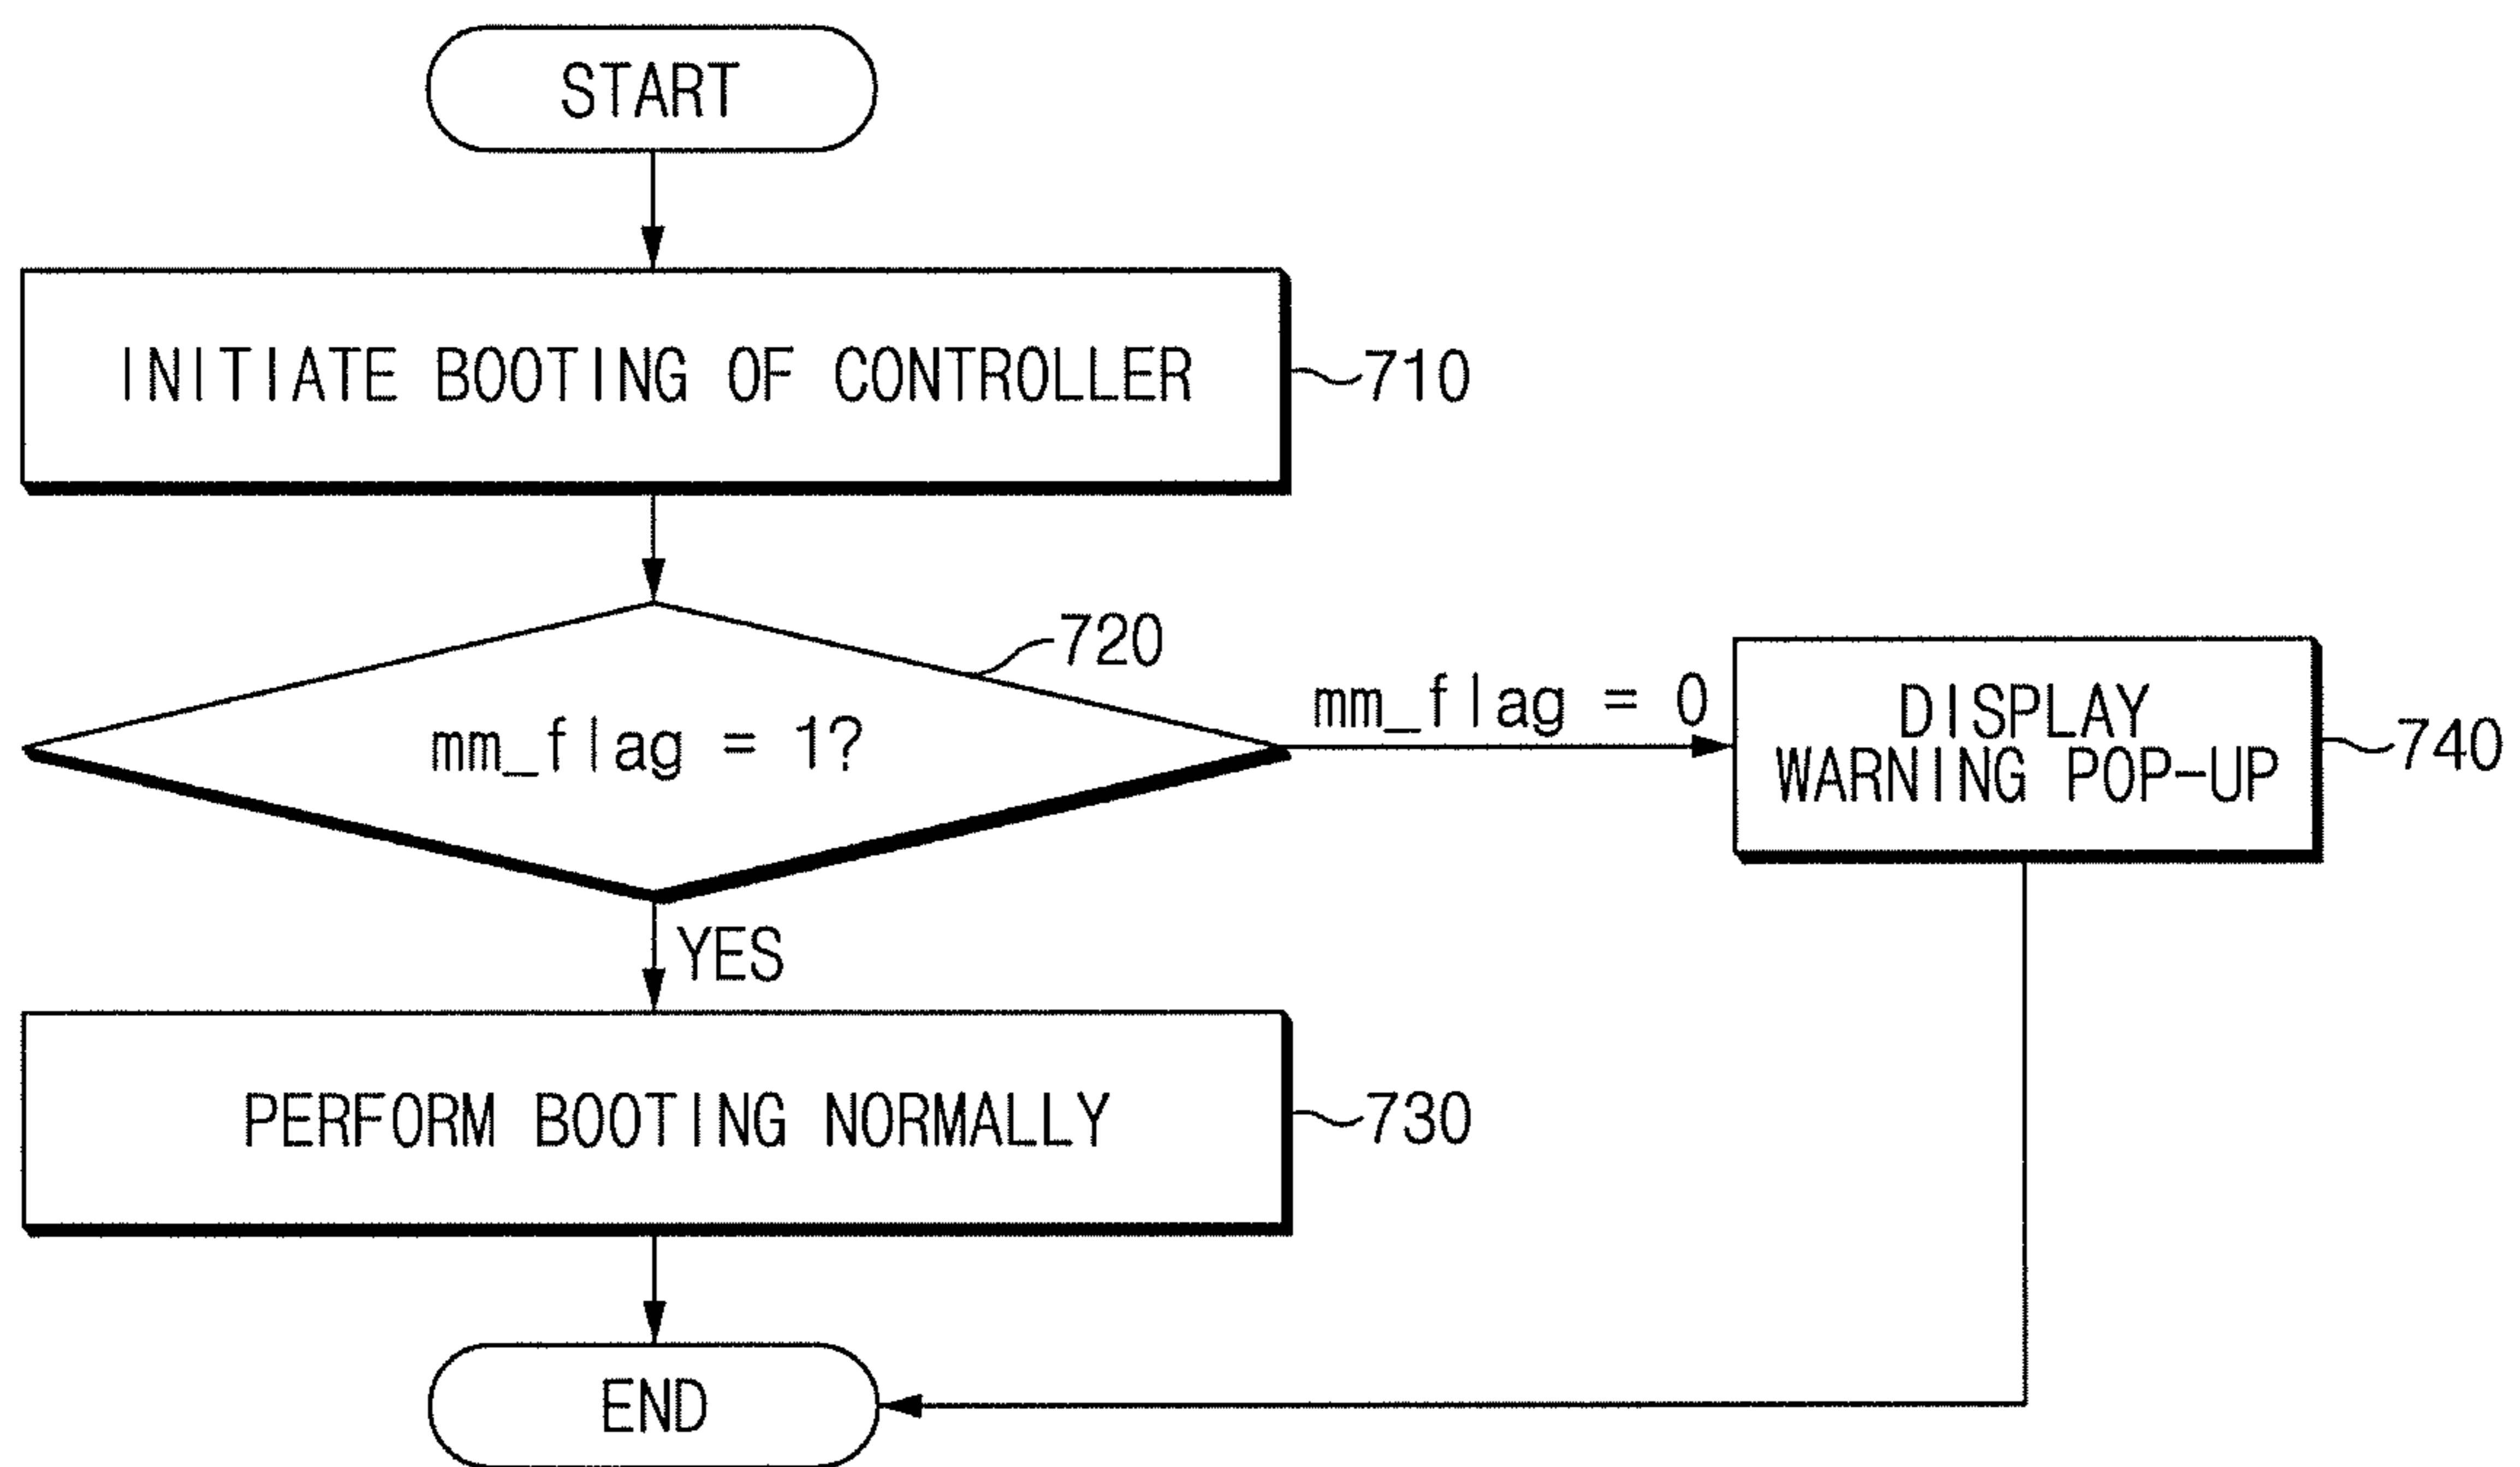 START
INITIATE BOOTING OF CONTROLLER
710
720
mm_flag = 1?
mm_flag = 0
DISPLAY
WARNING POP-UP
740
YES
PERFORM BOOTING NORMALLY
730
END